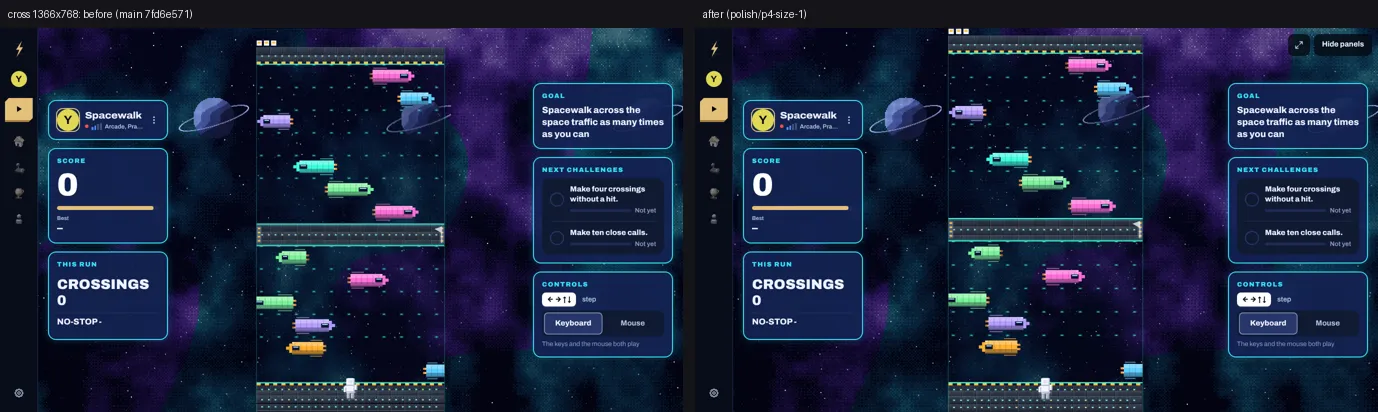 cross 1366x768: before (main 7fd6e571)
Y
Y
Spacewalk
Arcade, Pra...
SCORE
0
Best
–
THIS RUN
CROSSINGS
0
NO-STOP -
GOAL
Spacewalk across the
space traffic as many times
as you can
NEXT CHALLENGES
Make four crossings
without a hit.
Not yet
Make ten close calls.
Not yet
CONTROLS
←→↑↓ step
Keyboard Mouse
The keys and the mouse both play
after (polish/p4-size-1)
Hide panels
Y
Y
Spacewalk
Arcade, Pra...
SCORE
0
Best
–
THIS RUN
CROSSINGS
0
NO-STOP -
GOAL
Spacewalk across the
space traffic as many times
as you can
NEXT CHALLENGES
Make four crossings
without a hit.
Not yet
Make ten close calls.
Not yet
CONTROLS
←→↑↓ step
Keyboard Mouse
The keys and the mouse both play